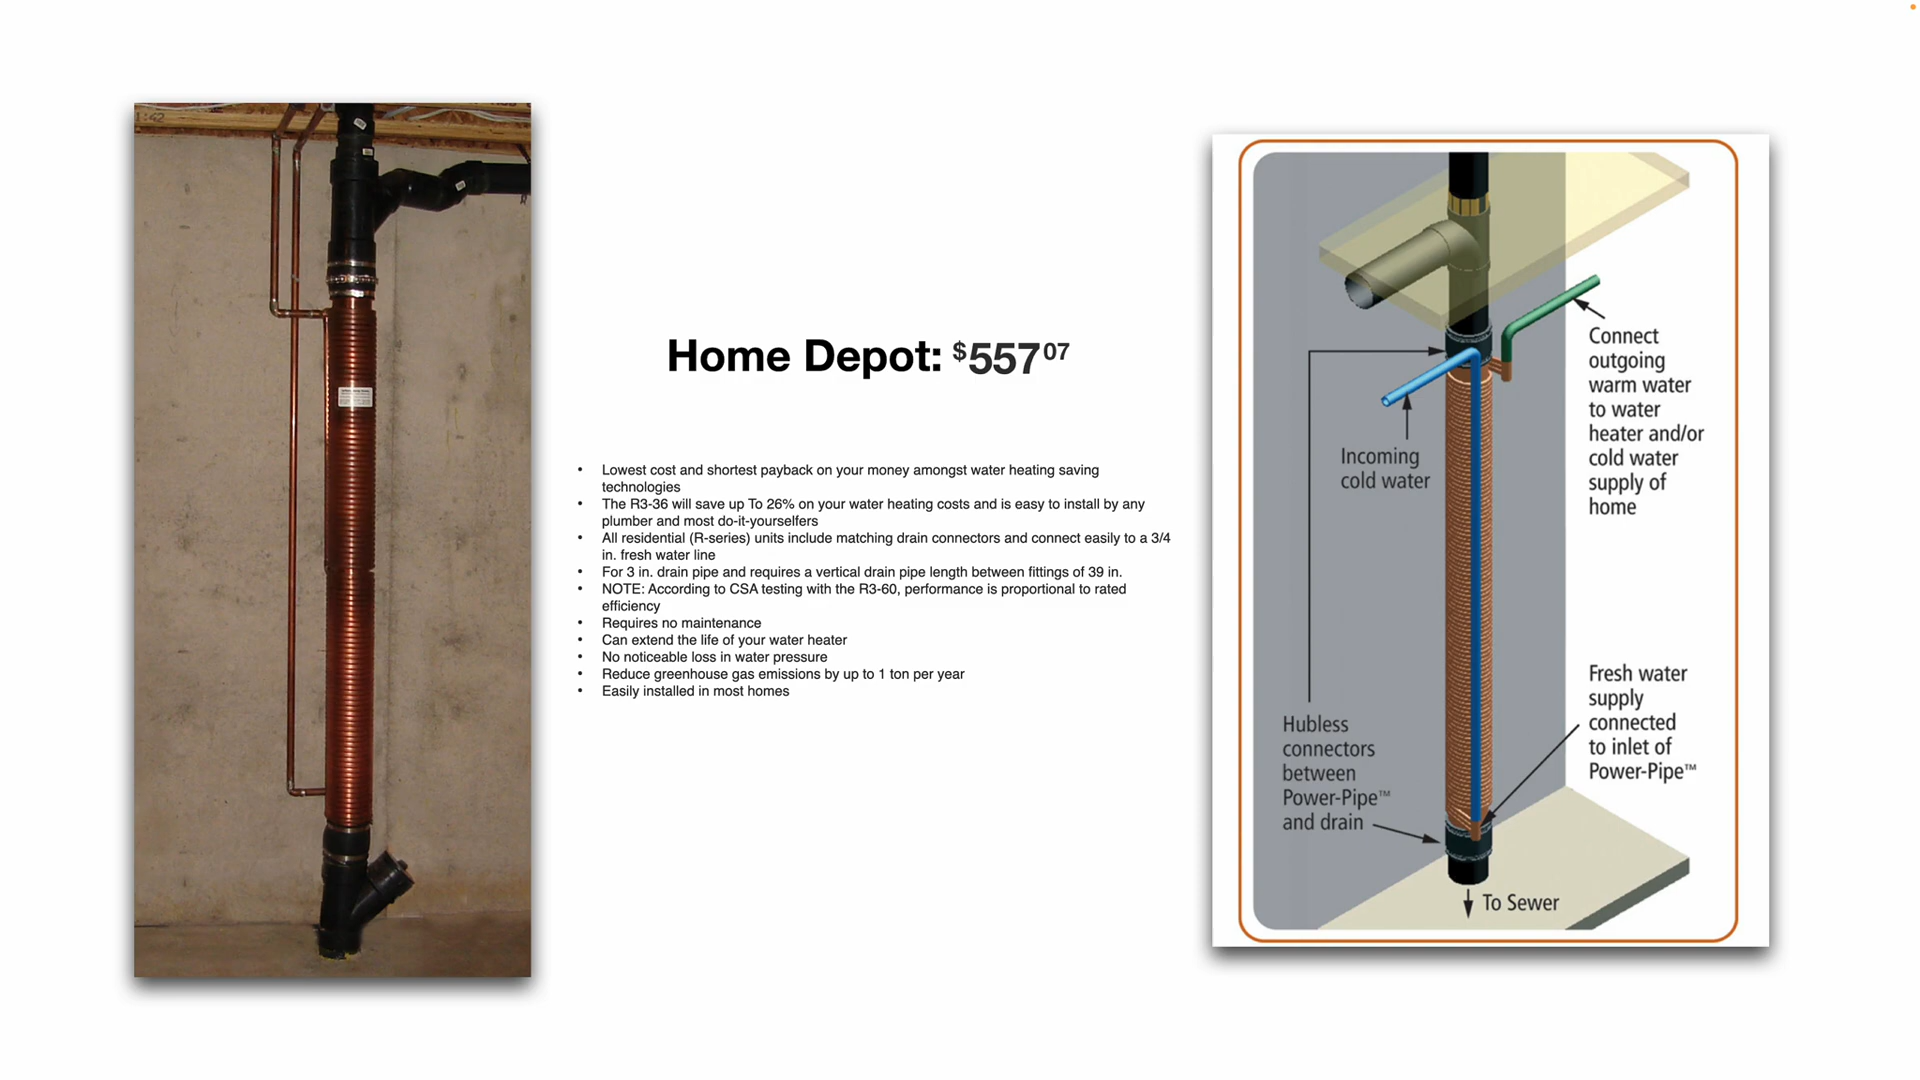 Home Depot: $557 07
• Lowest cost and shortest payback on your money amongst water heating saving
technologies
• The R3-36 will save up To 26% on your water heating costs and is easy to install by any
plumber and most do-it-yourselfers
• All residential (R-series) units include matching drain connectors and connect easily to a 3/4
in. fresh water line
• For 3 in. drain pipe and requires a vertical drain pipe length between fittings of 39 in.
• NOTE: According to CSA testing with the R3-60, performance is proportional to rated
efficiency
• Requires no maintenance
• Can extend the life of your water heater
• No noticeable loss in water pressure
• Reduce greenhouse gas emissions by up to 1 ton per year
• Easily installed in most homes
Connect
outgoing
warm water
to water
heater and/or
cold water
supply of
home
Incoming
cold water
Fresh water
supply
connected
to inlet of
Power-Pipe™
Hubless
connectors
between
Power-Pipe™
and drain
To Sewer